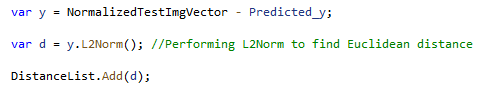 var y = NormalizedTestImgVector - Predicted_y;
var d = y.L2Norm(); //Performing L2Norm to find Euclidean distance
DistanceList.Add(d);